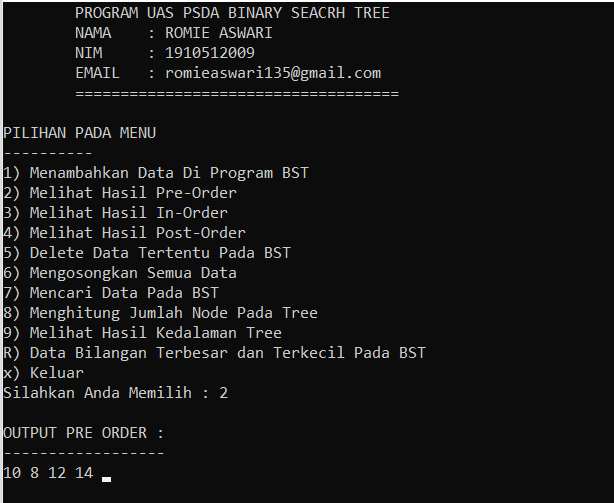 PROGRAM UAS PSDA BINARY SEACRH TREE
NAMA : ROMIE ASWARI
NIM : 1910512009
EMAIL : romieaswari135@gmail.com
====================================
PILIHAN PADA MENU
----------
1) Menambahkan Data Di Program BST
2) Melihat Hasil Pre-Order
3) Melihat Hasil In-Order
4) Melihat Hasil Post-Order
5) Delete Data Tertentu Pada BST
6) Mengosongkan Semua Data
7) Mencari Data Pada BST
8) Menghitung Jumlah Node Pada Tree
9) Melihat Hasil Kedalaman Tree
R) Data Bilangan Terbesar dan Terkecil Pada BST
x) Keluar
Silahkan Anda Memilih : 2
OUTPUT PRE ORDER :
------------------
10 8 12 14